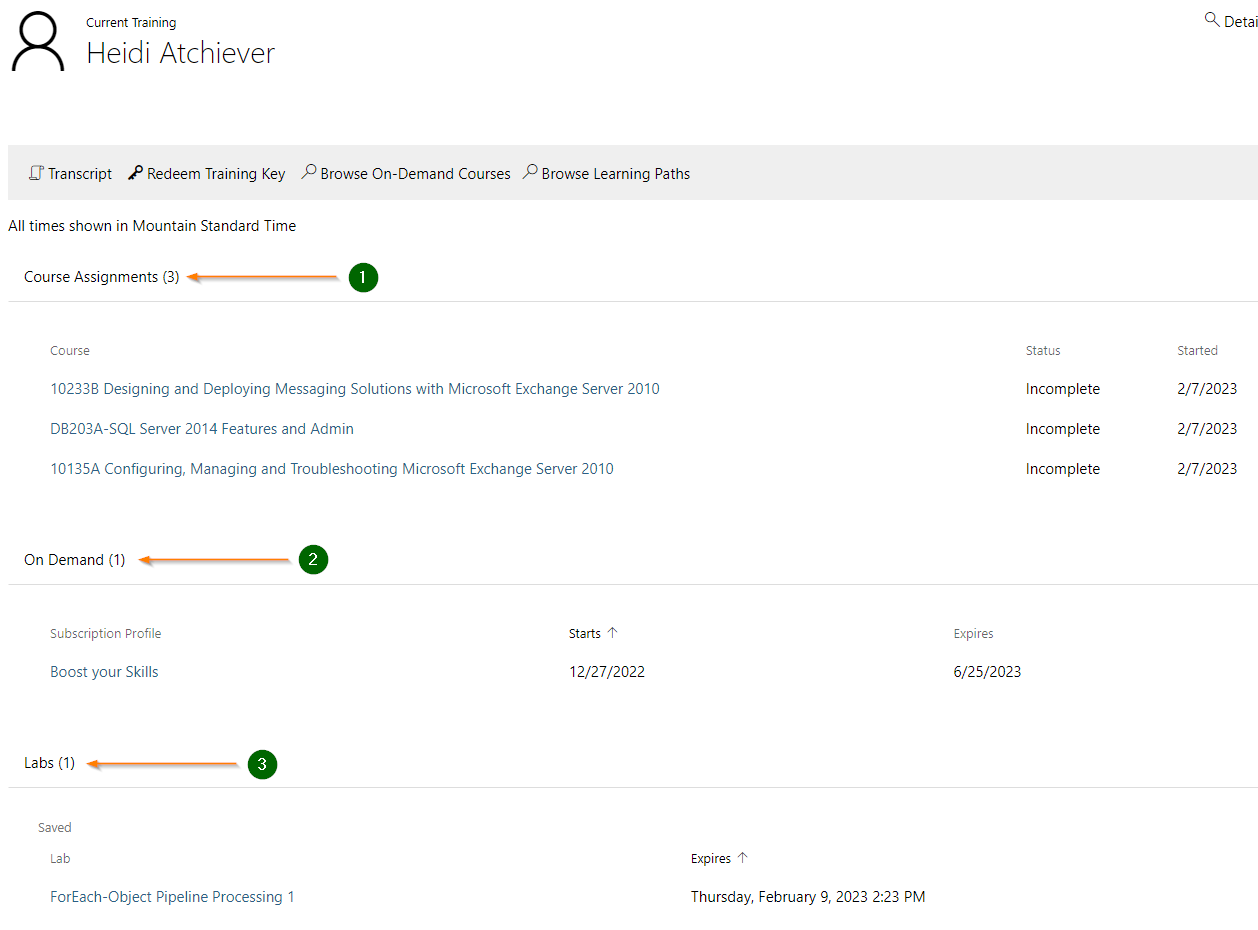 Current Training
Heidi Atchiever
Detai
Transcript Redeem Training Key Browse On-Demand Courses Browse Learning Paths
All times shown in Mountain Standard Time
Course Assignments (3) 1
Course Status Started
10233B Designing and Deploying Messaging Solutions with Microsoft Exchange Server 2010 Incomplete 2/7/2023
DB203A-SQL Server 2014 Features and Admin Incomplete 2/7/2023
10135A Configuring, Managing and Troubleshooting Microsoft Exchange Server 2010 Incomplete 2/7/2023
On Demand (1) 2
Subscription Profile Starts ↑ Expires
Boost your Skills 12/27/2022 6/25/2023
Labs (1) 3
Saved
Lab Expires ↑
ForEach-Object Pipeline Processing 1 Thursday, February 9, 2023 2:23 PM